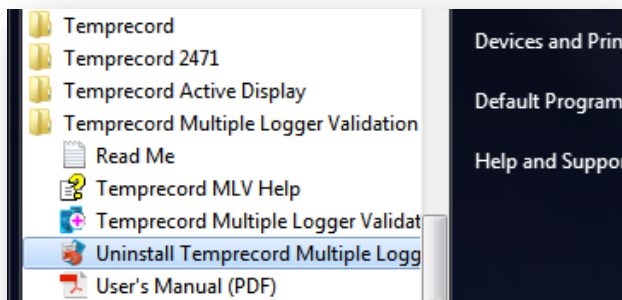 Temprecord
Temprecord 2471
Temprecord Active Display
Temprecord Multiple Logger Validation
Read Me
Temprecord MLV Help
Temprecord Multiple Logger Validat
Uninstall Temprecord Multiple Logg
User's Manual (PDF)
Devices and Prin
Default Program
Help and Suppo